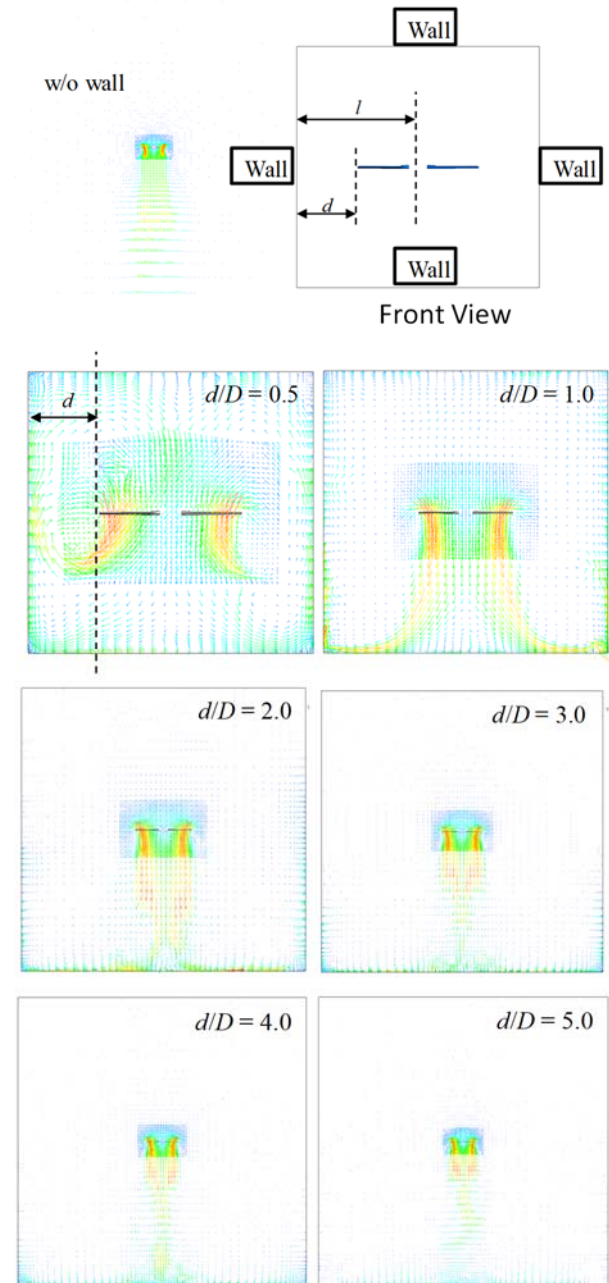 Wall
w/o wall
l
Wall
Wall
d
Wall
Front View
d
d/D = 0.5
d/D = 1.0
d/D = 2.0
d/D = 3.0
d/D = 4.0
d/D = 5.0